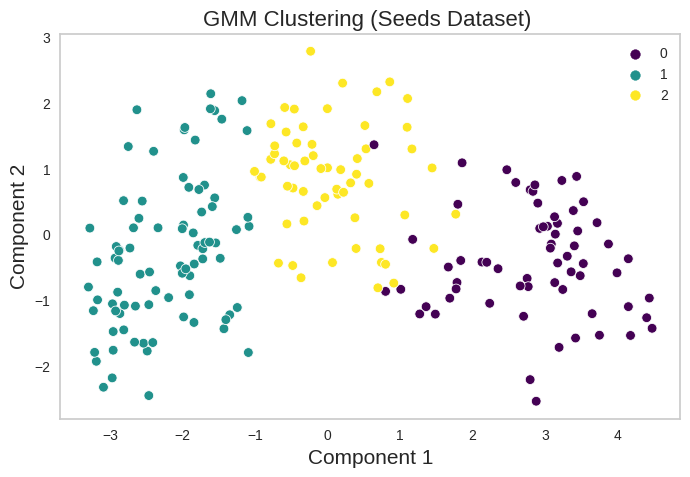 GMM Clustering (Seeds Dataset)
0
1
2
3
2
1
0
−1
−2
Component 2
−3 −2 −1 0 1 2 3 4
Component 1